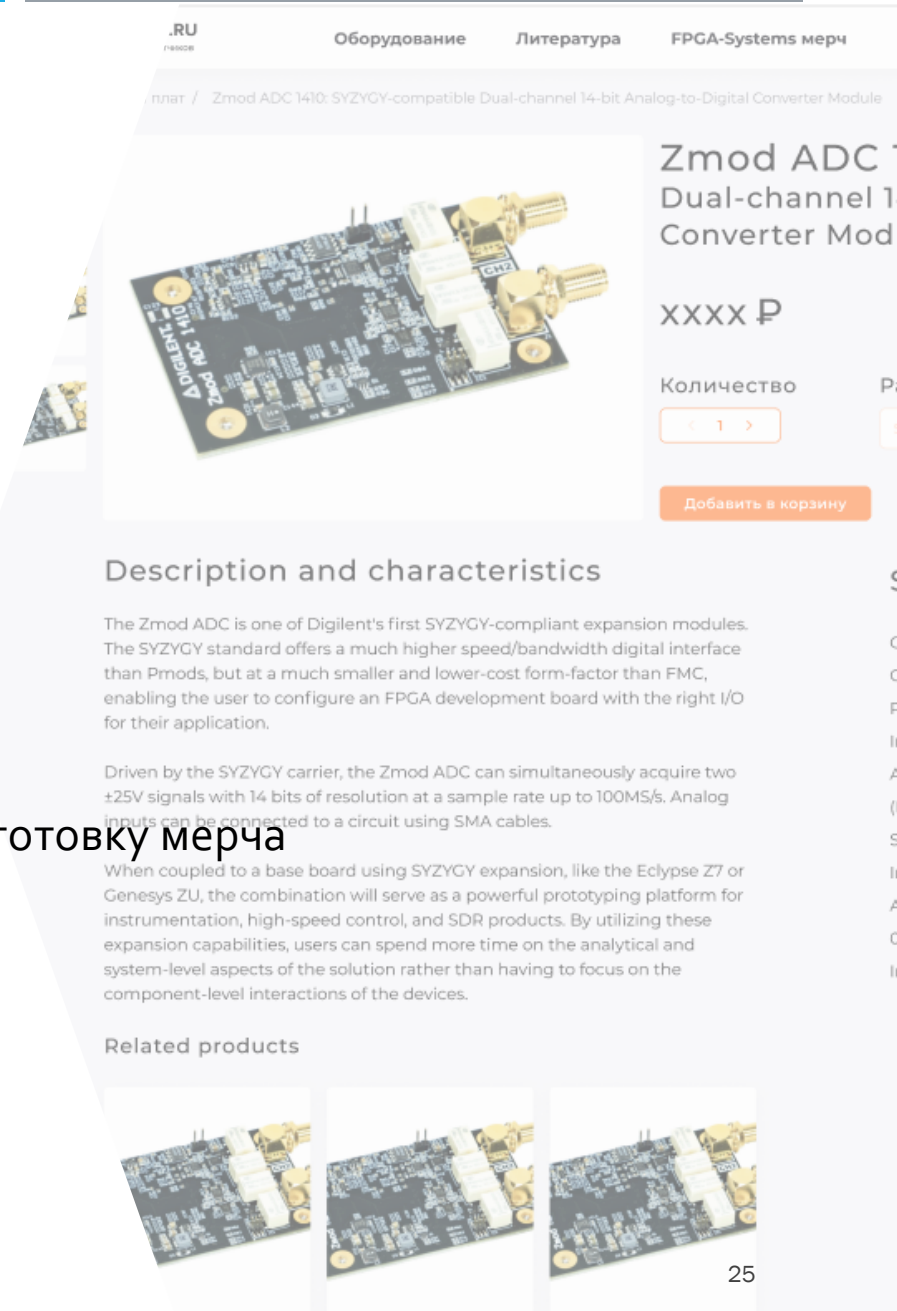 .RU
Оборудование Литература FPGA-Systems мерч
плат / Zmod ADC 1410: SYZYGY-compatible Dual-channel 14-bit Analog-to-Digital Converter Module
Zmod ADC 1
Dual-channel 1
Converter Mod
xxxx ₽
Количество
1
Добавить в корзину
DIGILENT
Zmod ADC 1410
CH2
Description and characteristics
The Zmod ADC is one of Digilent's first SYZYGY-compliant expansion modules.
The SYZYGY standard offers a much higher speed/bandwidth digital interface
than Pmods, but at a much smaller and lower-cost form-factor than FMC,
enabling the user to configure an FPGA development board with the right I/O
for their application.
Driven by the SYZYGY carrier, the Zmod ADC can simultaneously acquire two
±25V signals with 14 bits of resolution at a sample rate up to 100MS/s. Analog
inputs can be connected to a circuit using SMA cables.
готовку мерча
When coupled to a base board using SYZYGY expansion, like the Eclypse Z7 or
Genesys ZU, the combination will serve as a powerful prototyping platform for
instrumentation, high-speed control, and SDR products. By utilizing these
expansion capabilities, users can spend more time on the analytical and
system-level aspects of the solution rather than having to focus on the
component-level interactions of the devices.
Related products
25